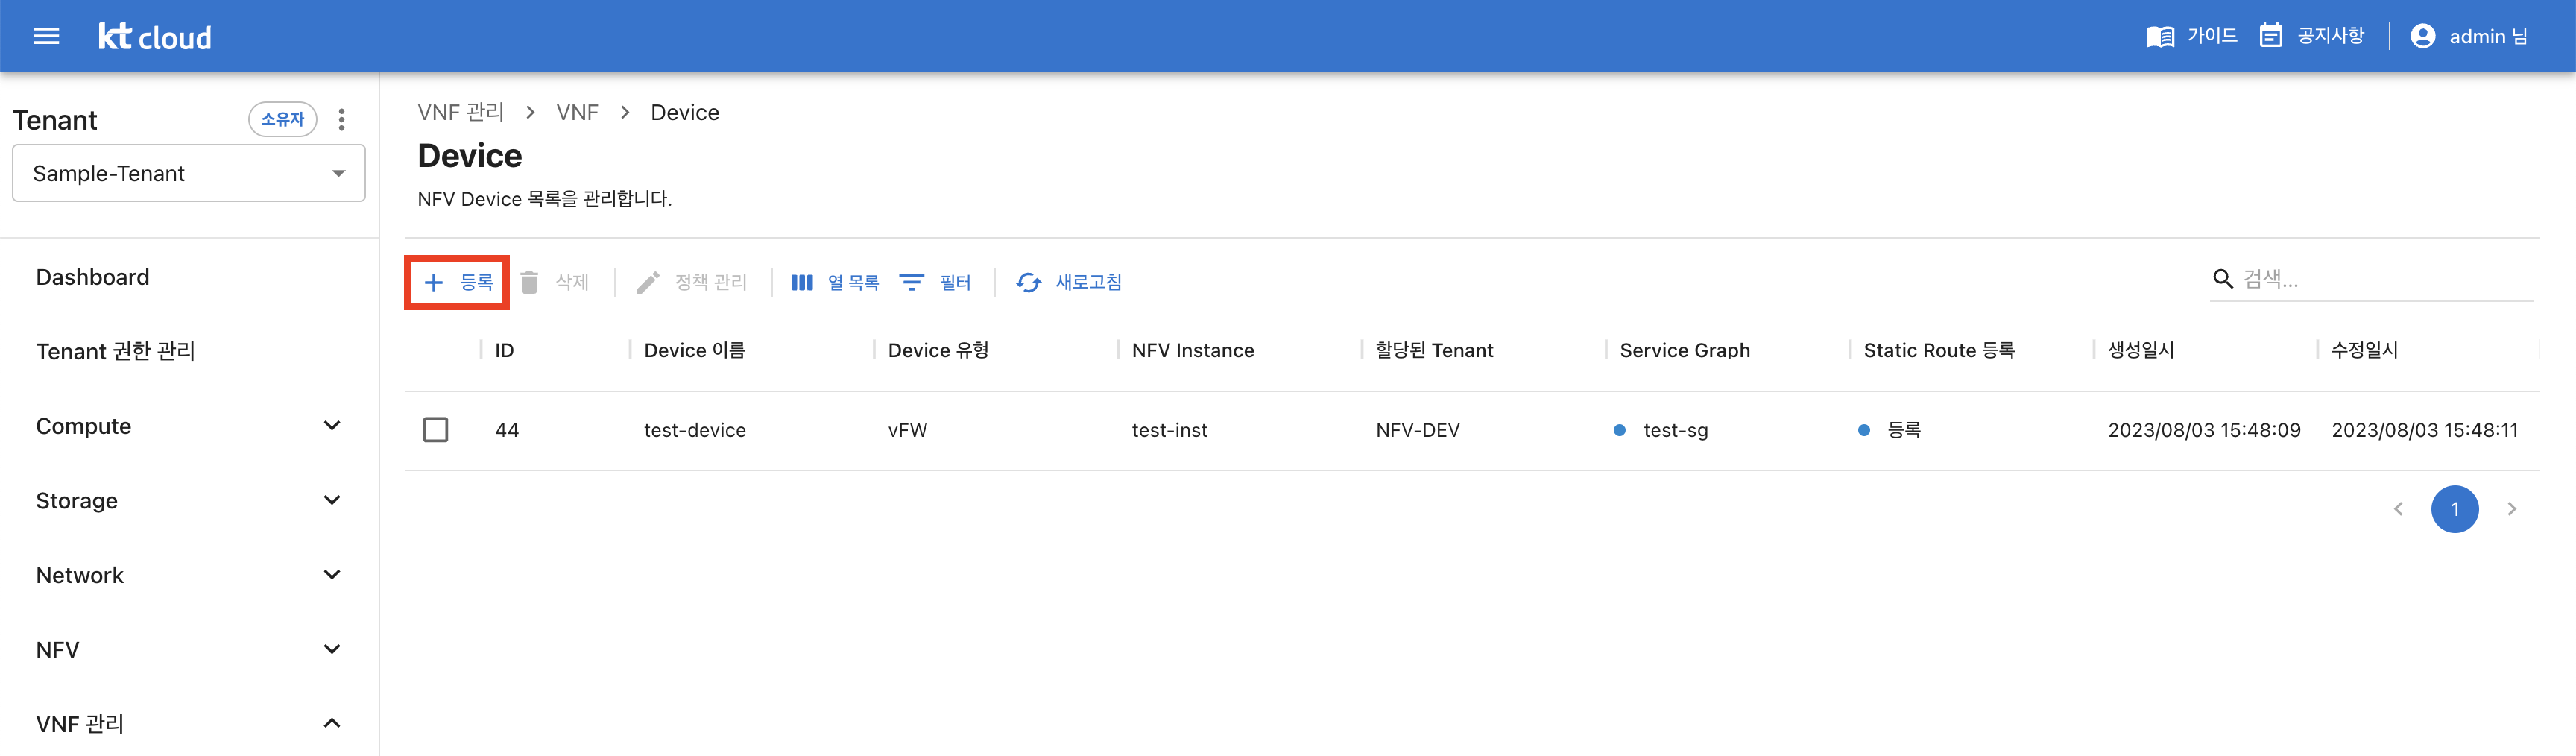 kt cloud
가이드 공지사항 admin 님
Tenant 소유자
Sample-Tenant
Dashboard
Tenant 권한 관리
Compute
Storage
Network
NFV
VNF 관리
VNF 관리 > VNF > Device
Device
NFV Device 목록을 관리합니다.
등록 삭제 정책 관리 열 목록 필터 새로고침 검색...
ID Device 이름 Device 유형 NFV Instance 할당된 Tenant Service Graph Static Route 등록 생성일시 수정일시
44 test-device vFW test-inst NFV-DEV test-sg 등록 2023/08/03 15:48:09 2023/08/03 15:48:11
1